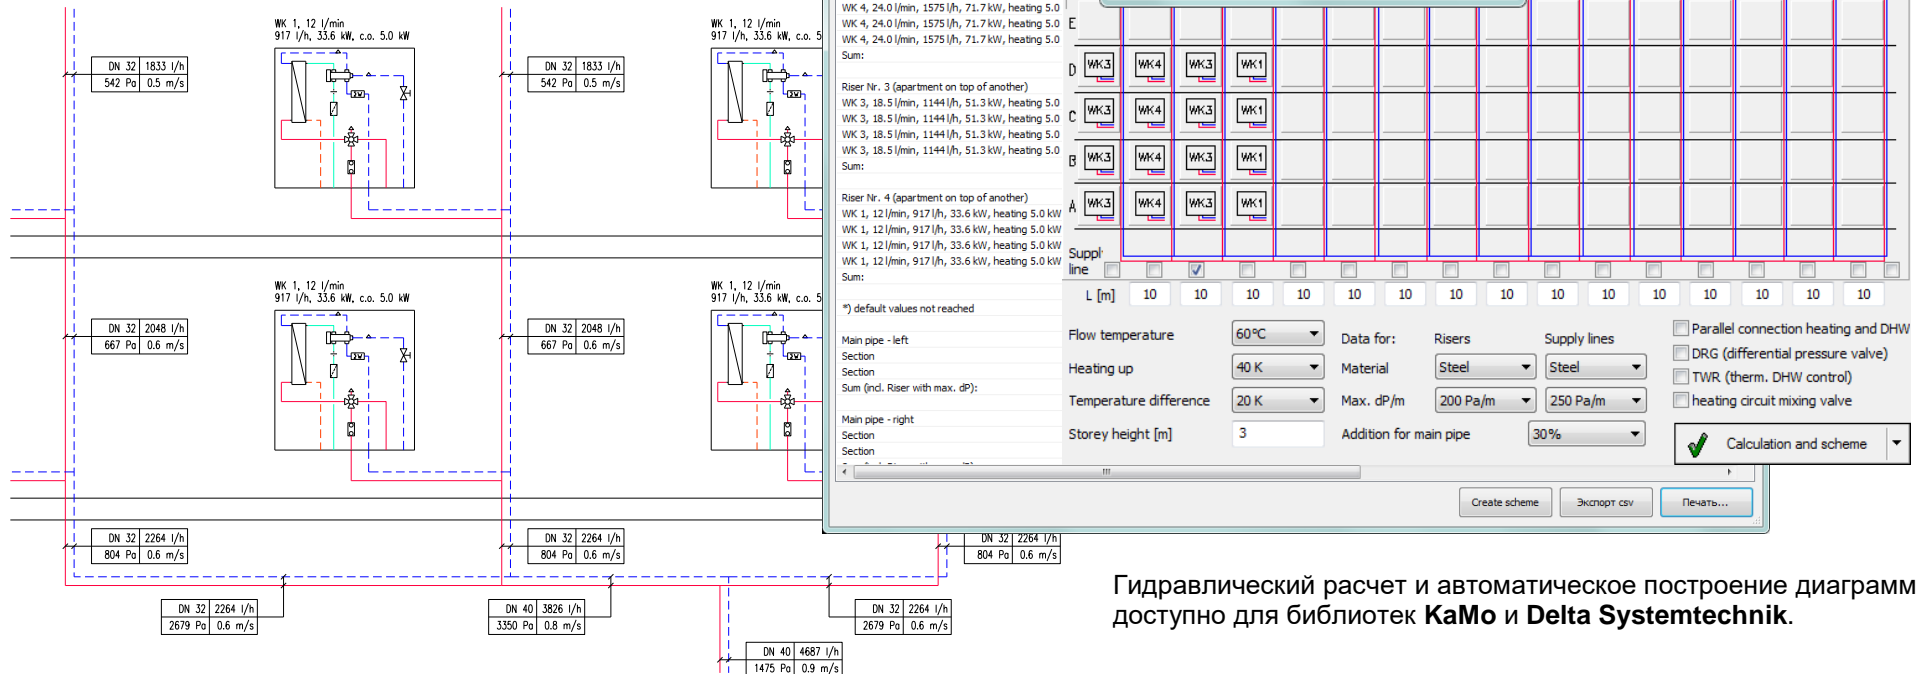 WK 1, 12 l/min
917 l/h, 33.6 kW, c.o. 5.0 kW
WK 1, 12 l/min
917 l/h, 33.6 kW, c.o. 5
DN 32 1833 l/h
542 Pa 0.5 m/s
DN 32 1833 l/h
542 Pa 0.5 m/s
WK 1, 12 l/min
917 l/h, 33.6 kW, c.o. 5.0 kW
WK 1, 12 l/min
917 l/h, 33.6 kW, c.o. 5
DN 32 2048 l/h
667 Pa 0.6 m/s
DN 32 2048 l/h
667 Pa 0.6 m/s
DN 32 2264 l/h
804 Pa 0.6 m/s
DN 32 2264 l/h
804 Pa 0.6 m/s
DN 32 2264 l/h
804 Pa 0.6 m/s
DN 32 2264 l/h
2679 Pa 0.6 m/s
DN 40 3826 l/h
3350 Pa 0.8 m/s
DN 32 2264 l/h
2679 Pa 0.6 m/s
DN 40 4687 l/h
1475 Pa 0.9 m/s
WK 4, 24.0 l/min, 1575 l/h, 71.7 kW, heating 5.0
WK 4, 24.0 l/min, 1575 l/h, 71.7 kW, heating 5.0
WK 4, 24.0 l/min, 1575 l/h, 71.7 kW, heating 5.0
Sum:
Riser Nr. 3 (apartment on top of another)
WK 3, 18.5 l/min, 1144 l/h, 51.3 kW, heating 5.0
WK 3, 18.5 l/min, 1144 l/h, 51.3 kW, heating 5.0
WK 3, 18.5 l/min, 1144 l/h, 51.3 kW, heating 5.0
WK 3, 18.5 l/min, 1144 l/h, 51.3 kW, heating 5.0
Sum:
Riser Nr. 4 (apartment on top of another)
WK 1, 12 l/min, 917 l/h, 33.6 kW, heating 5.0 kW
WK 1, 12 l/min, 917 l/h, 33.6 kW, heating 5.0 kW
WK 1, 12 l/min, 917 l/h, 33.6 kW, heating 5.0 kW
WK 1, 12 l/min, 917 l/h, 33.6 kW, heating 5.0 kW
Sum:
*) default values not reached
Main pipe - left
Section
Section
Sum (incl. Riser with max. dP):
Main pipe - right
Section
Section
E
D WK3 WK4 WK3 WK1
C WK3 WK4 WK3 WK1
B WK3 WK4 WK3 WK1
A WK3 WK4 WK3 WK1
Supply
line
L [m] 10 10 10 10 10 10 10 10 10 10 10 10 10 10 10
Flow temperature 60°C Data for: Risers Supply lines
Heating up 40 K Material Steel Steel
Temperature difference 20 K Max. dP/m 200 Pa/m 250 Pa/m
Storey height [m] 3 Addition for main pipe 30%
Parallel connection heating and DHW
DRG (differential pressure valve)
TWR (therm. DHW control)
heating circuit mixing valve
Calculation and scheme
Create scheme Экспорт csv Печать...
Гидравлический расчет и автоматическое построение диаграмм
доступно для библиотек KaMo и Delta Systemtechnik.